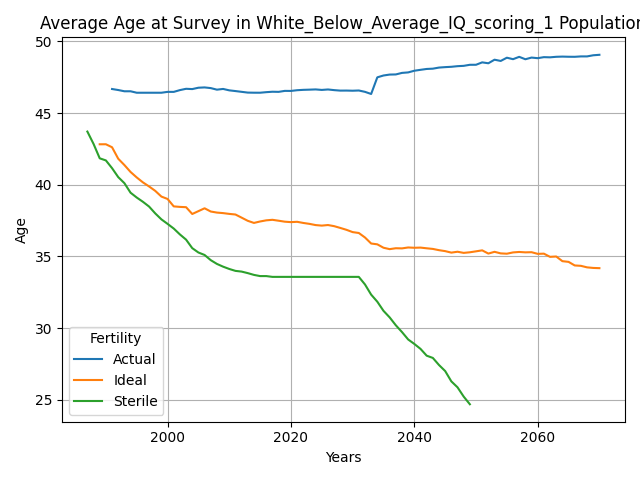 Average Age at Survey in White_Below_Average_IQ_scoring_1 Population
50
45
40
35
30
25
Age
Fertility
Actual
Ideal
Sterile
2000
2020
2040
2060
Years